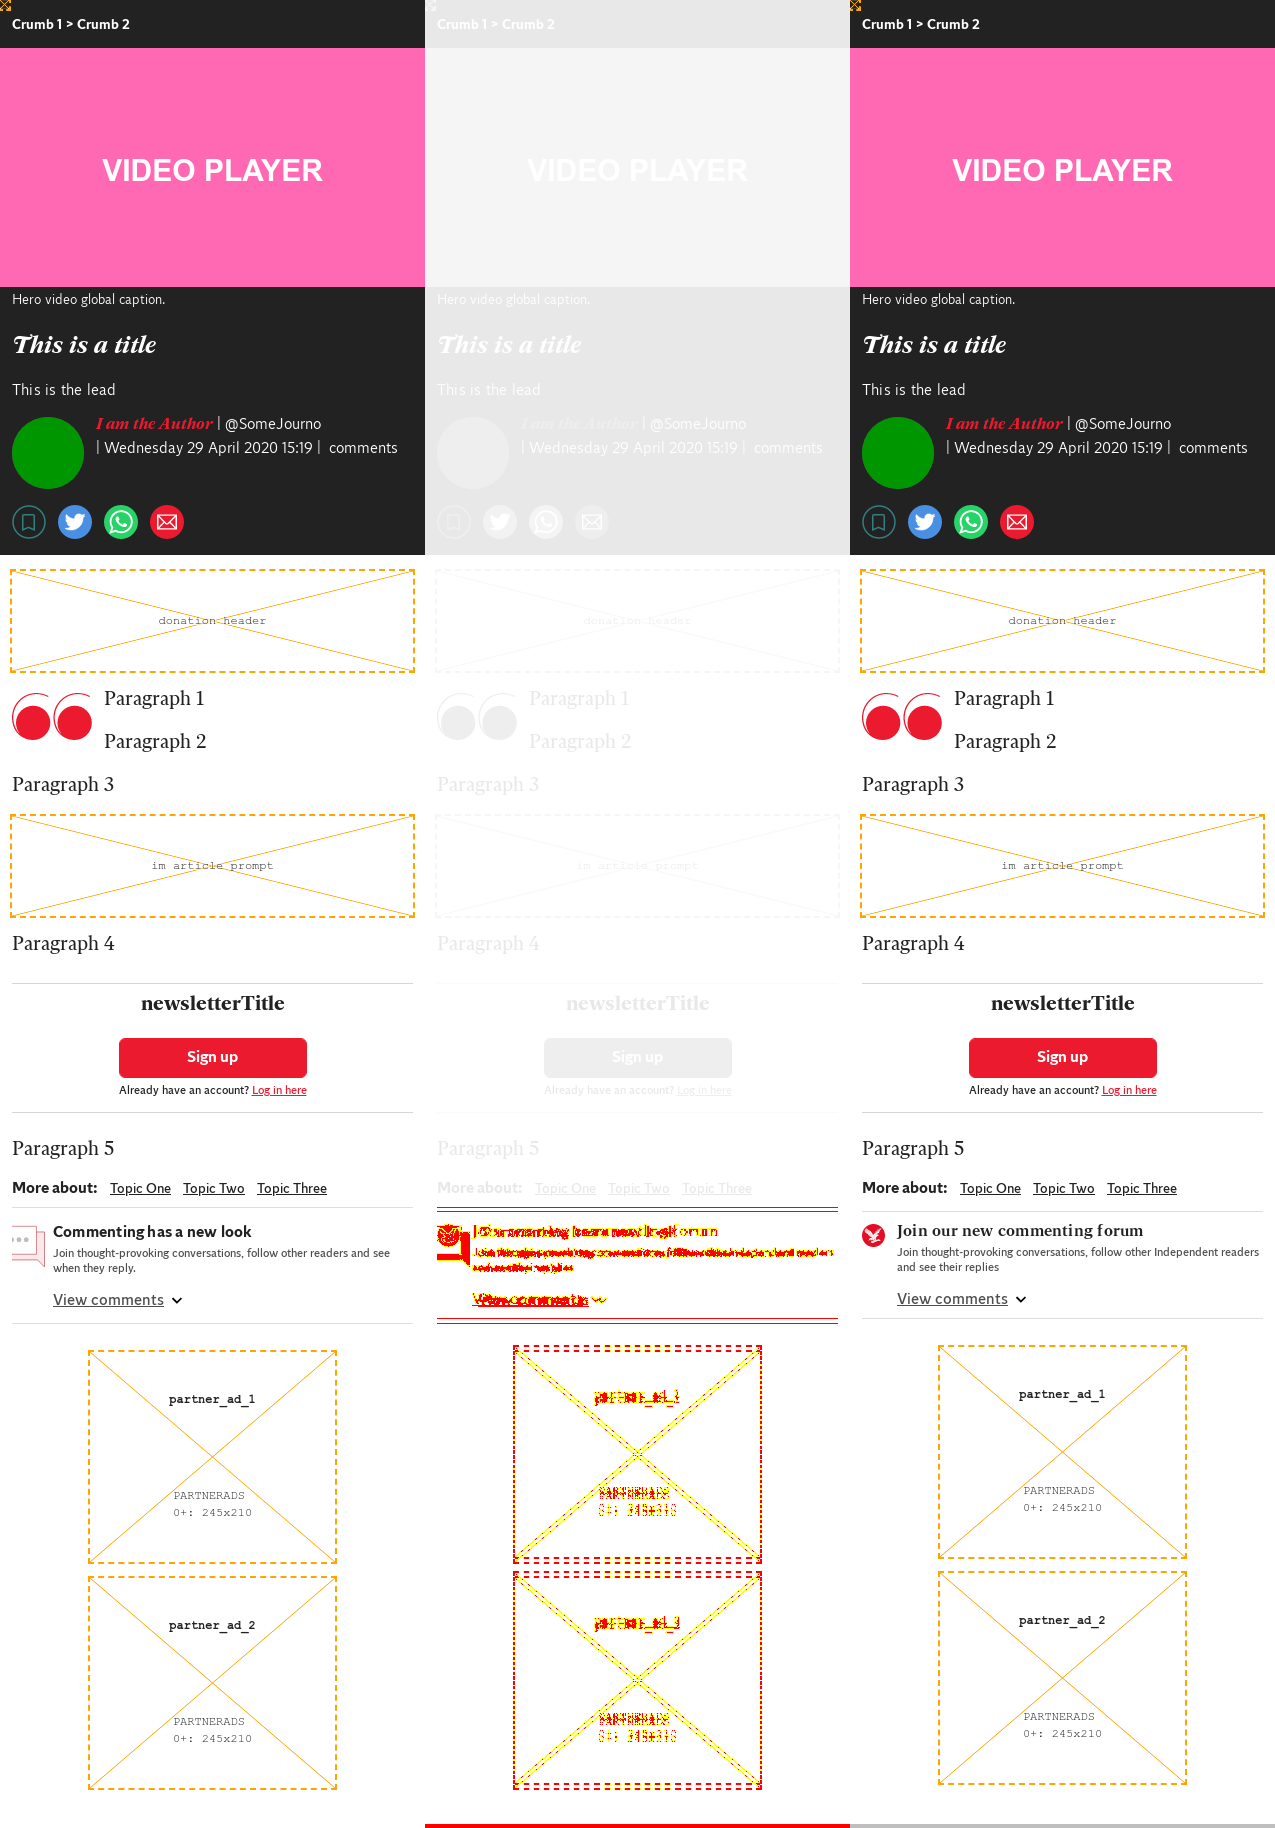 Crumb 1 > Crumb 2
VIDEO PLAYER
Hero video global caption.
This is a title
This is the lead
I am the Author | @SomeJourno
| Wednesday 29 April 2020 15:19 | comments
donation header
Paragraph 1
Paragraph 2
Paragraph 3
im article prompt
Paragraph 4
newsletterTitle
Sign up
Already have an account? Log in here
Paragraph 5
More about: Topic One Topic Two Topic Three
Commenting has a new look
Join thought-provoking conversations, follow other readers and see
when they reply.
View comments
partner_ad_1
PARTNERADS
0+: 245x210
partner_ad_2
PARTNERADS
0+: 245x210
Crumb 1 > Crumb 2
VIDEO PLAYER
Hero video global caption.
This is a title
This is the lead
I am the Author | @SomeJourno
| Wednesday 29 April 2020 15:19 | comments
donation header
Paragraph 1
Paragraph 2
Paragraph 3
im article prompt
Paragraph 4
newsletterTitle
Sign up
Already have an account? Log in here
Paragraph 5
More about: Topic One Topic Two Topic Three
Crumb 1 > Crumb 2
VIDEO PLAYER
Hero video global caption.
This is a title
This is the lead
I am the Author | @SomeJourno
| Wednesday 29 April 2020 15:19 | comments
donation header
Paragraph 1
Paragraph 2
Paragraph 3
im article prompt
Paragraph 4
newsletterTitle
Sign up
Already have an account? Log in here
Paragraph 5
More about: Topic One Topic Two Topic Three
Join our new commenting forum
Join thought-provoking conversations, follow other Independent readers
and see their replies
View comments
partner_ad_1
PARTNERADS
0+: 245x210
partner_ad_2
PARTNERADS
0+: 245x210